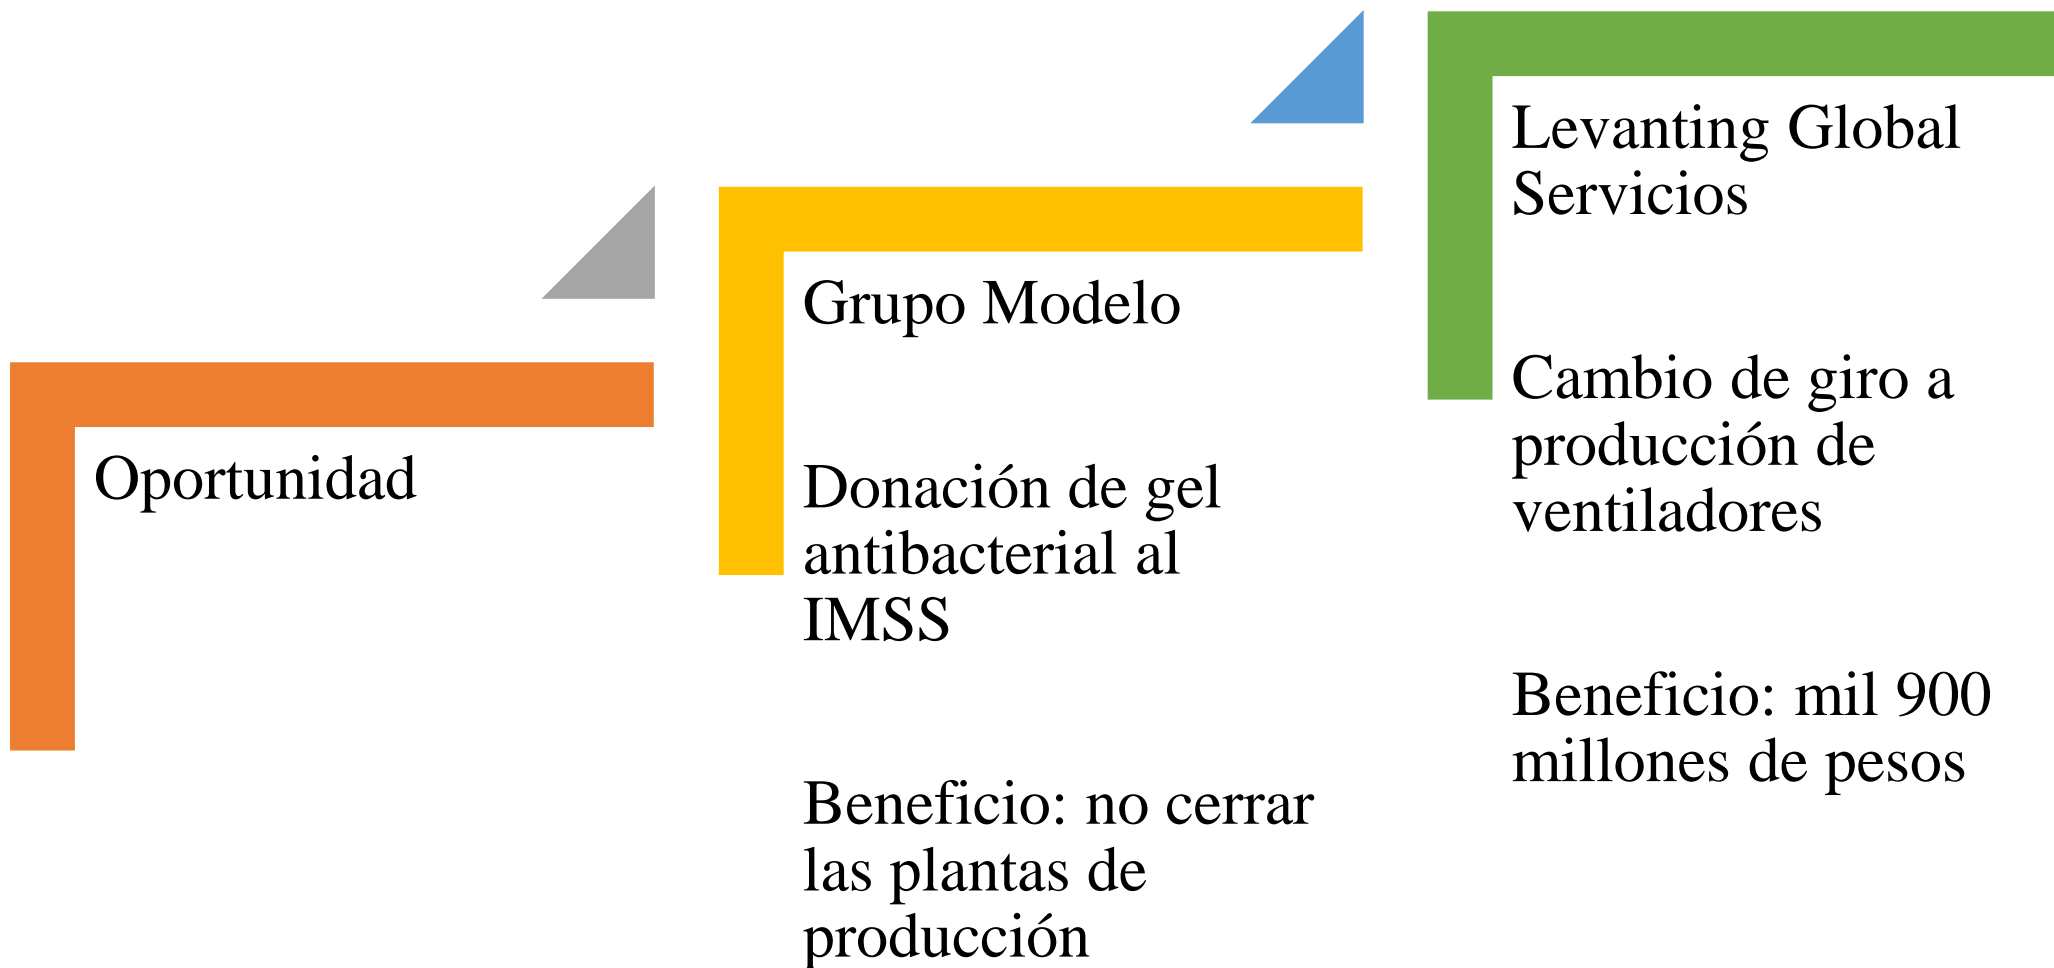 Oportunidad
Grupo Modelo
Donación de gel
antibacterial al
IMSS
Beneficio: no cerrar
las plantas de
producción
Levanting Global
Servicios
Cambio de giro a
producción de
ventiladores
Beneficio: mil 900
millones de pesos